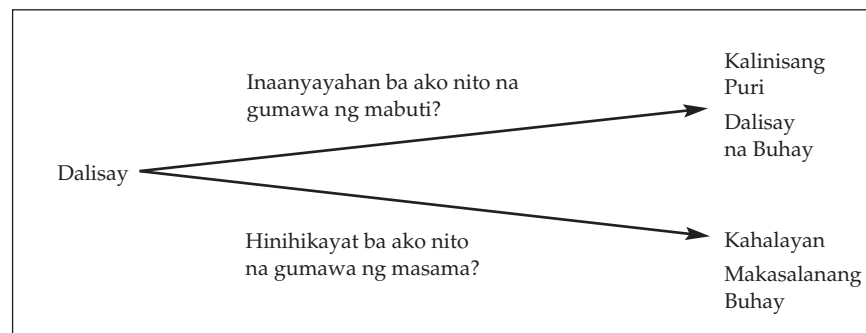 Inaanyayahan ba ako nito na
gumawa ng mabuti?
Kalinisang
Puri
Dalisay
na Buhay
Dalisay
Hinihikayat ba ako nito
na gumawa ng masama?
Kahalayan
Makasalanang
Buhay